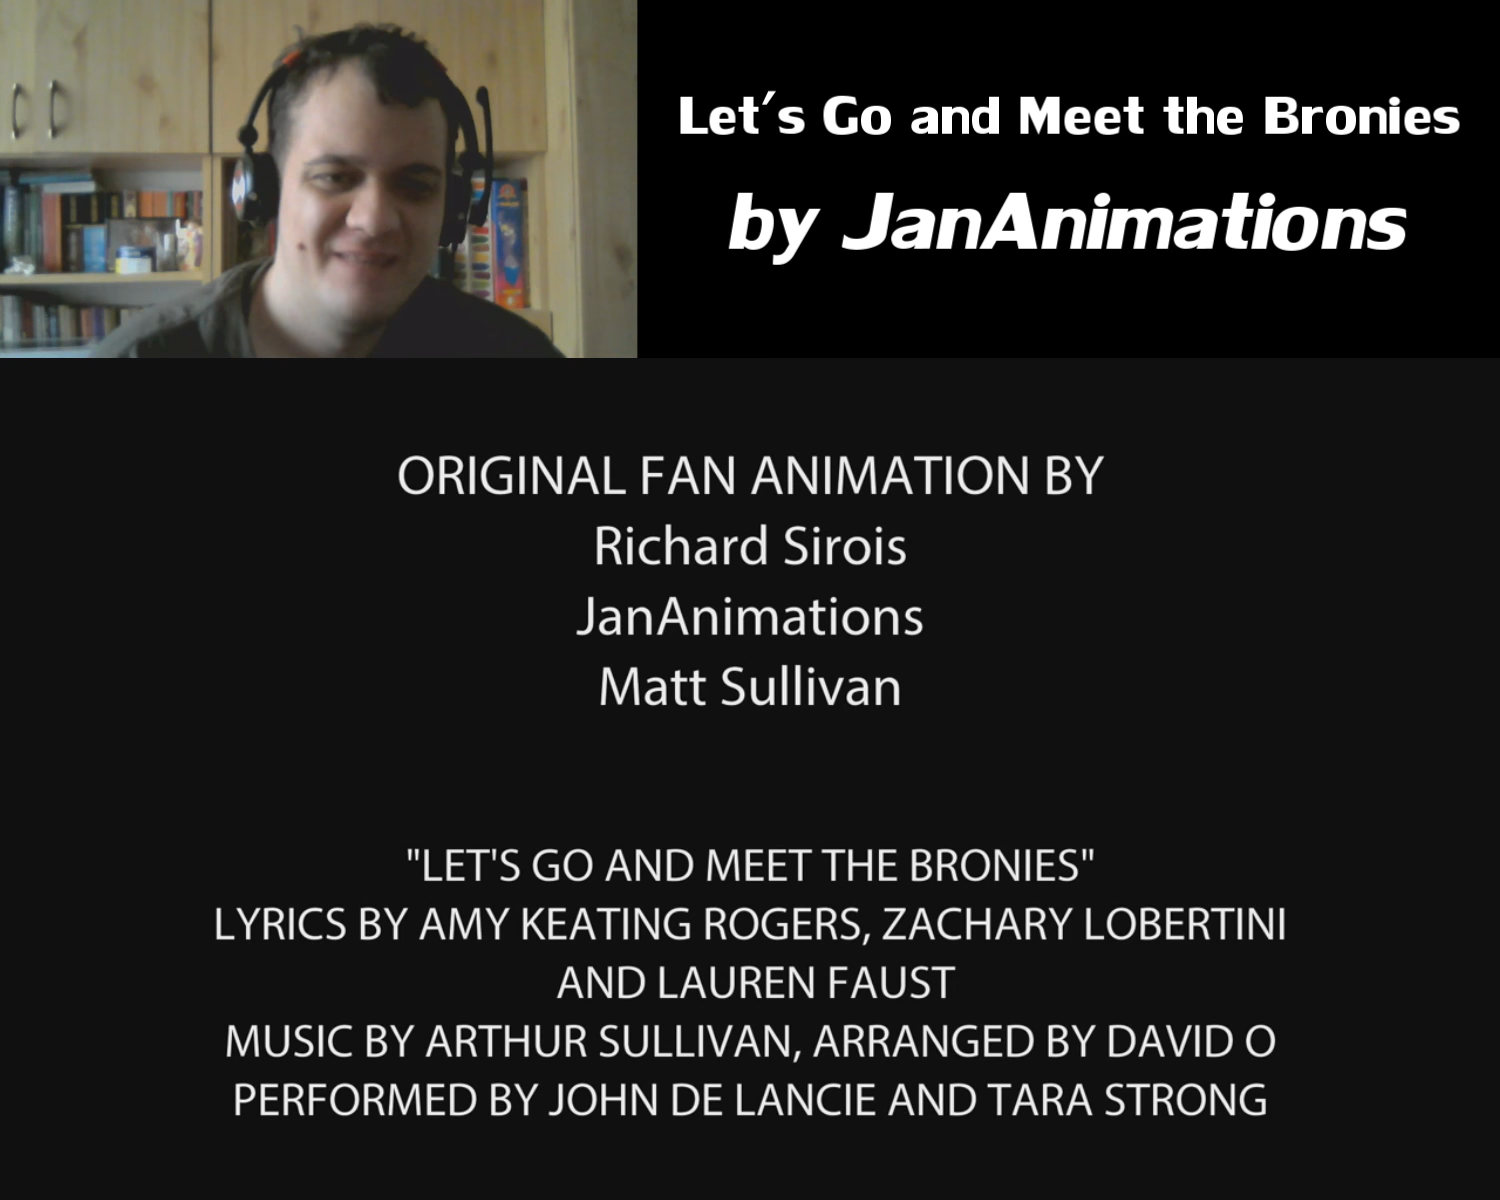 Let's Go and Meet the Bronies
by JanAnimations
ORIGINAL FAN ANIMATION BY
Richard Sirois
JanAnimations
Matt Sullivan
"LET'S GO AND MEET THE BRONIES"
LYRICS BY AMY KEATING ROGERS, ZACHARY LOBERTINI
AND LAUREN FAUST
MUSIC BY ARTHUR SULLIVAN, ARRANGED BY DAVID O
PERFORMED BY JOHN DE LANCIE AND TARA STRONG